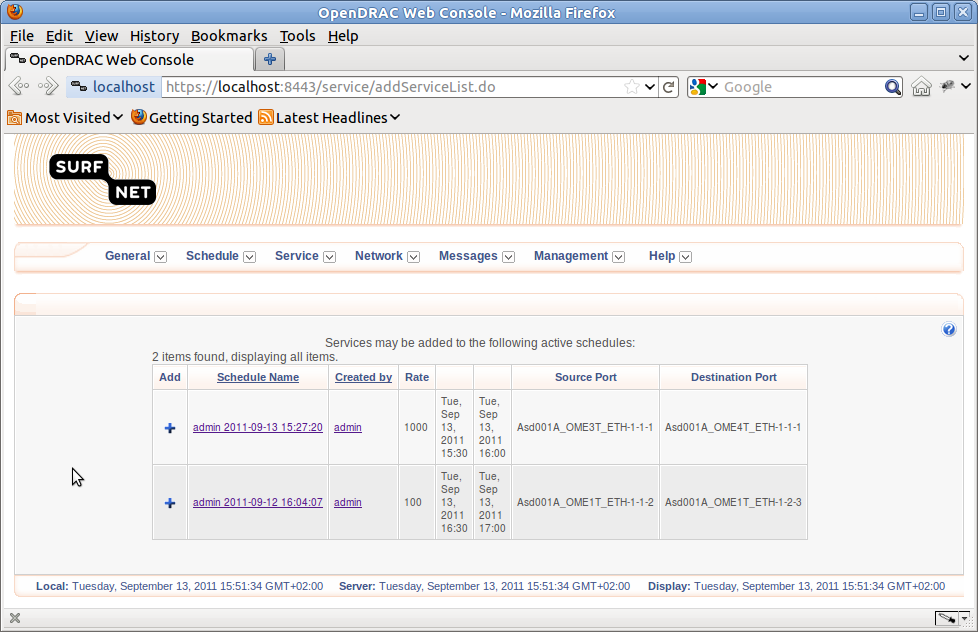 OpenDRAC Web Console - Mozilla Firefox
File Edit View History Bookmarks Tools Help
OpenDRAC Web Console
localhost https://localhost:8443/service/addServiceList.do Google
Most Visited Getting Started Latest Headlines
SURF
NET
General Schedule Service Network Messages Management Help
?
Services may be added to the following active schedules:
2 items found, displaying all items.
Add Schedule Name Created by Rate Source Port Destination Port
admin 2011-09-13 15:27:20 admin 1000
Tue,
Sep
13,
2011
15:30
Tue,
Sep
13,
2011
16:00
Asd001A_OME3T_ETH-1-1-1 Asd001A_OME4T_ETH-1-1-1
admin 2011-09-12 16:04:07 admin 100
Tue,
Sep
13,
2011
16:30
Tue,
Sep
13,
2011
17:00
Asd001A_OME1T_ETH-1-1-2 Asd001A_OME1T_ETH-1-2-3
Local: Tuesday, September 13, 2011 15:51:34 GMT+02:00 Server: Tuesday, September 13, 2011 15:51:34 GMT+02:00 Display: Tuesday, September 13, 2011 15:51:34 GMT+02:00